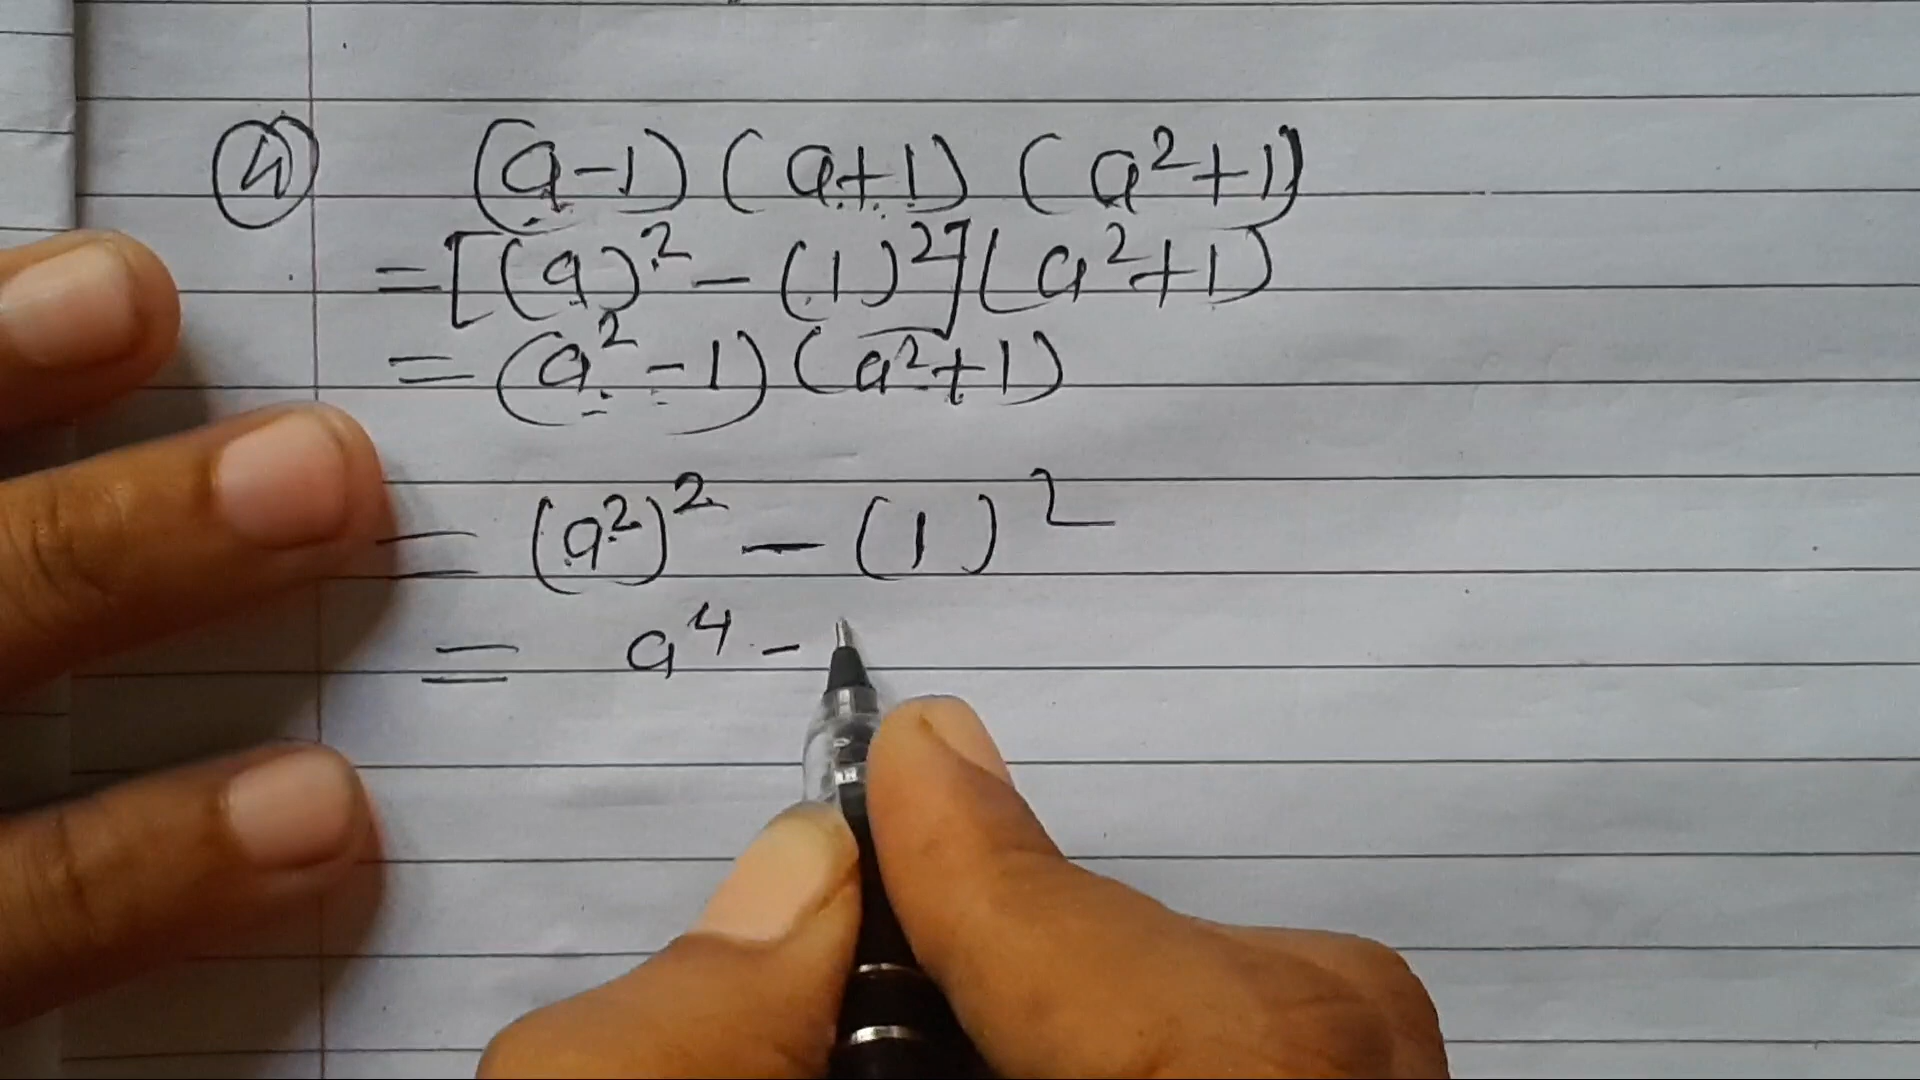 ④ (a-1)(a+1)(a²+1)
=[(a)²-(1)²](a²+1)
=(a²-1)(a²+1)
=(a²)²-(1)²
= a⁴-